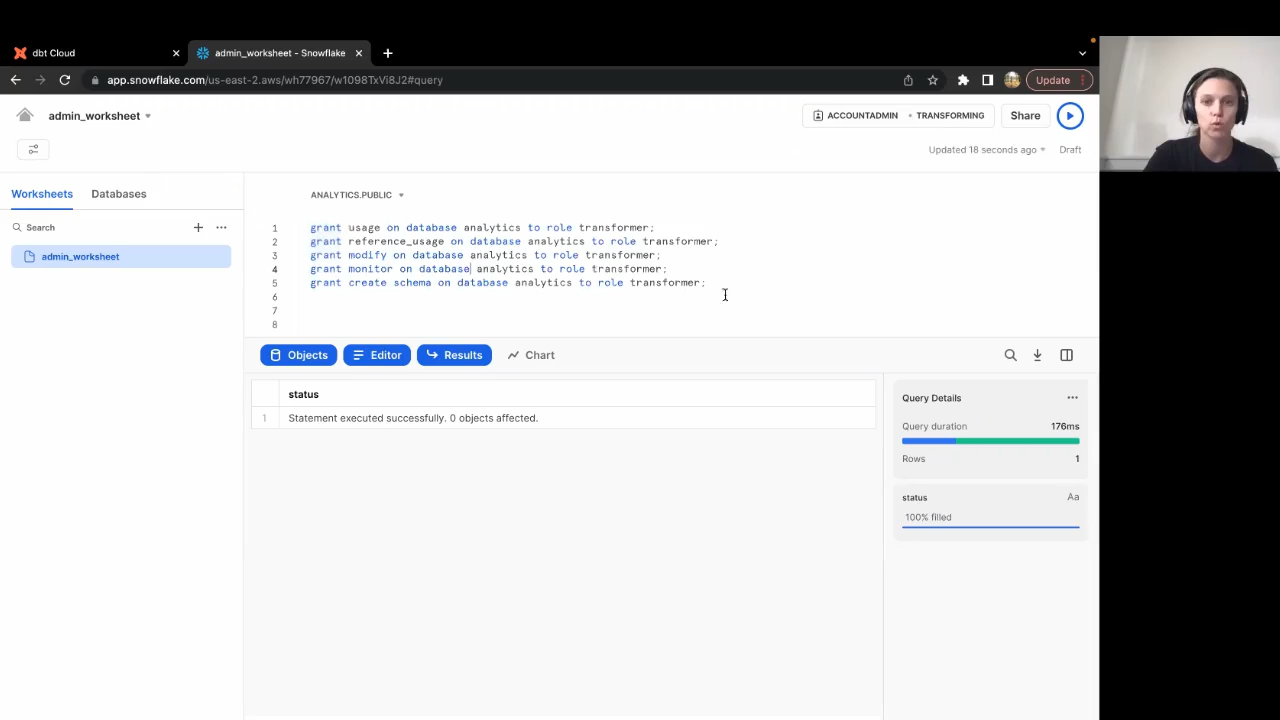 dbt Cloud
admin_worksheet - Snowflake
app.snowflake.com/us-east-2.aws/wh77967/w1098TxVi8J2#query
Update
admin_worksheet
ACCOUNTADMIN • TRANSFORMING
Share
Updated 18 seconds ago
Draft
Worksheets
Databases
Search
admin_worksheet
ANALYTICS.PUBLIC
1 grant usage on database analytics to role transformer;
2 grant reference_usage on database analytics to role transformer;
3 grant modify on database analytics to role transformer;
4 grant monitor on database analytics to role transformer;
5 grant create schema on database analytics to role transformer;
6
7
8
Objects
Editor
Results
Chart
status
1 Statement executed successfully. 0 objects affected.
Query Details
Query duration 176ms
Rows 1
status Aa
100% filled